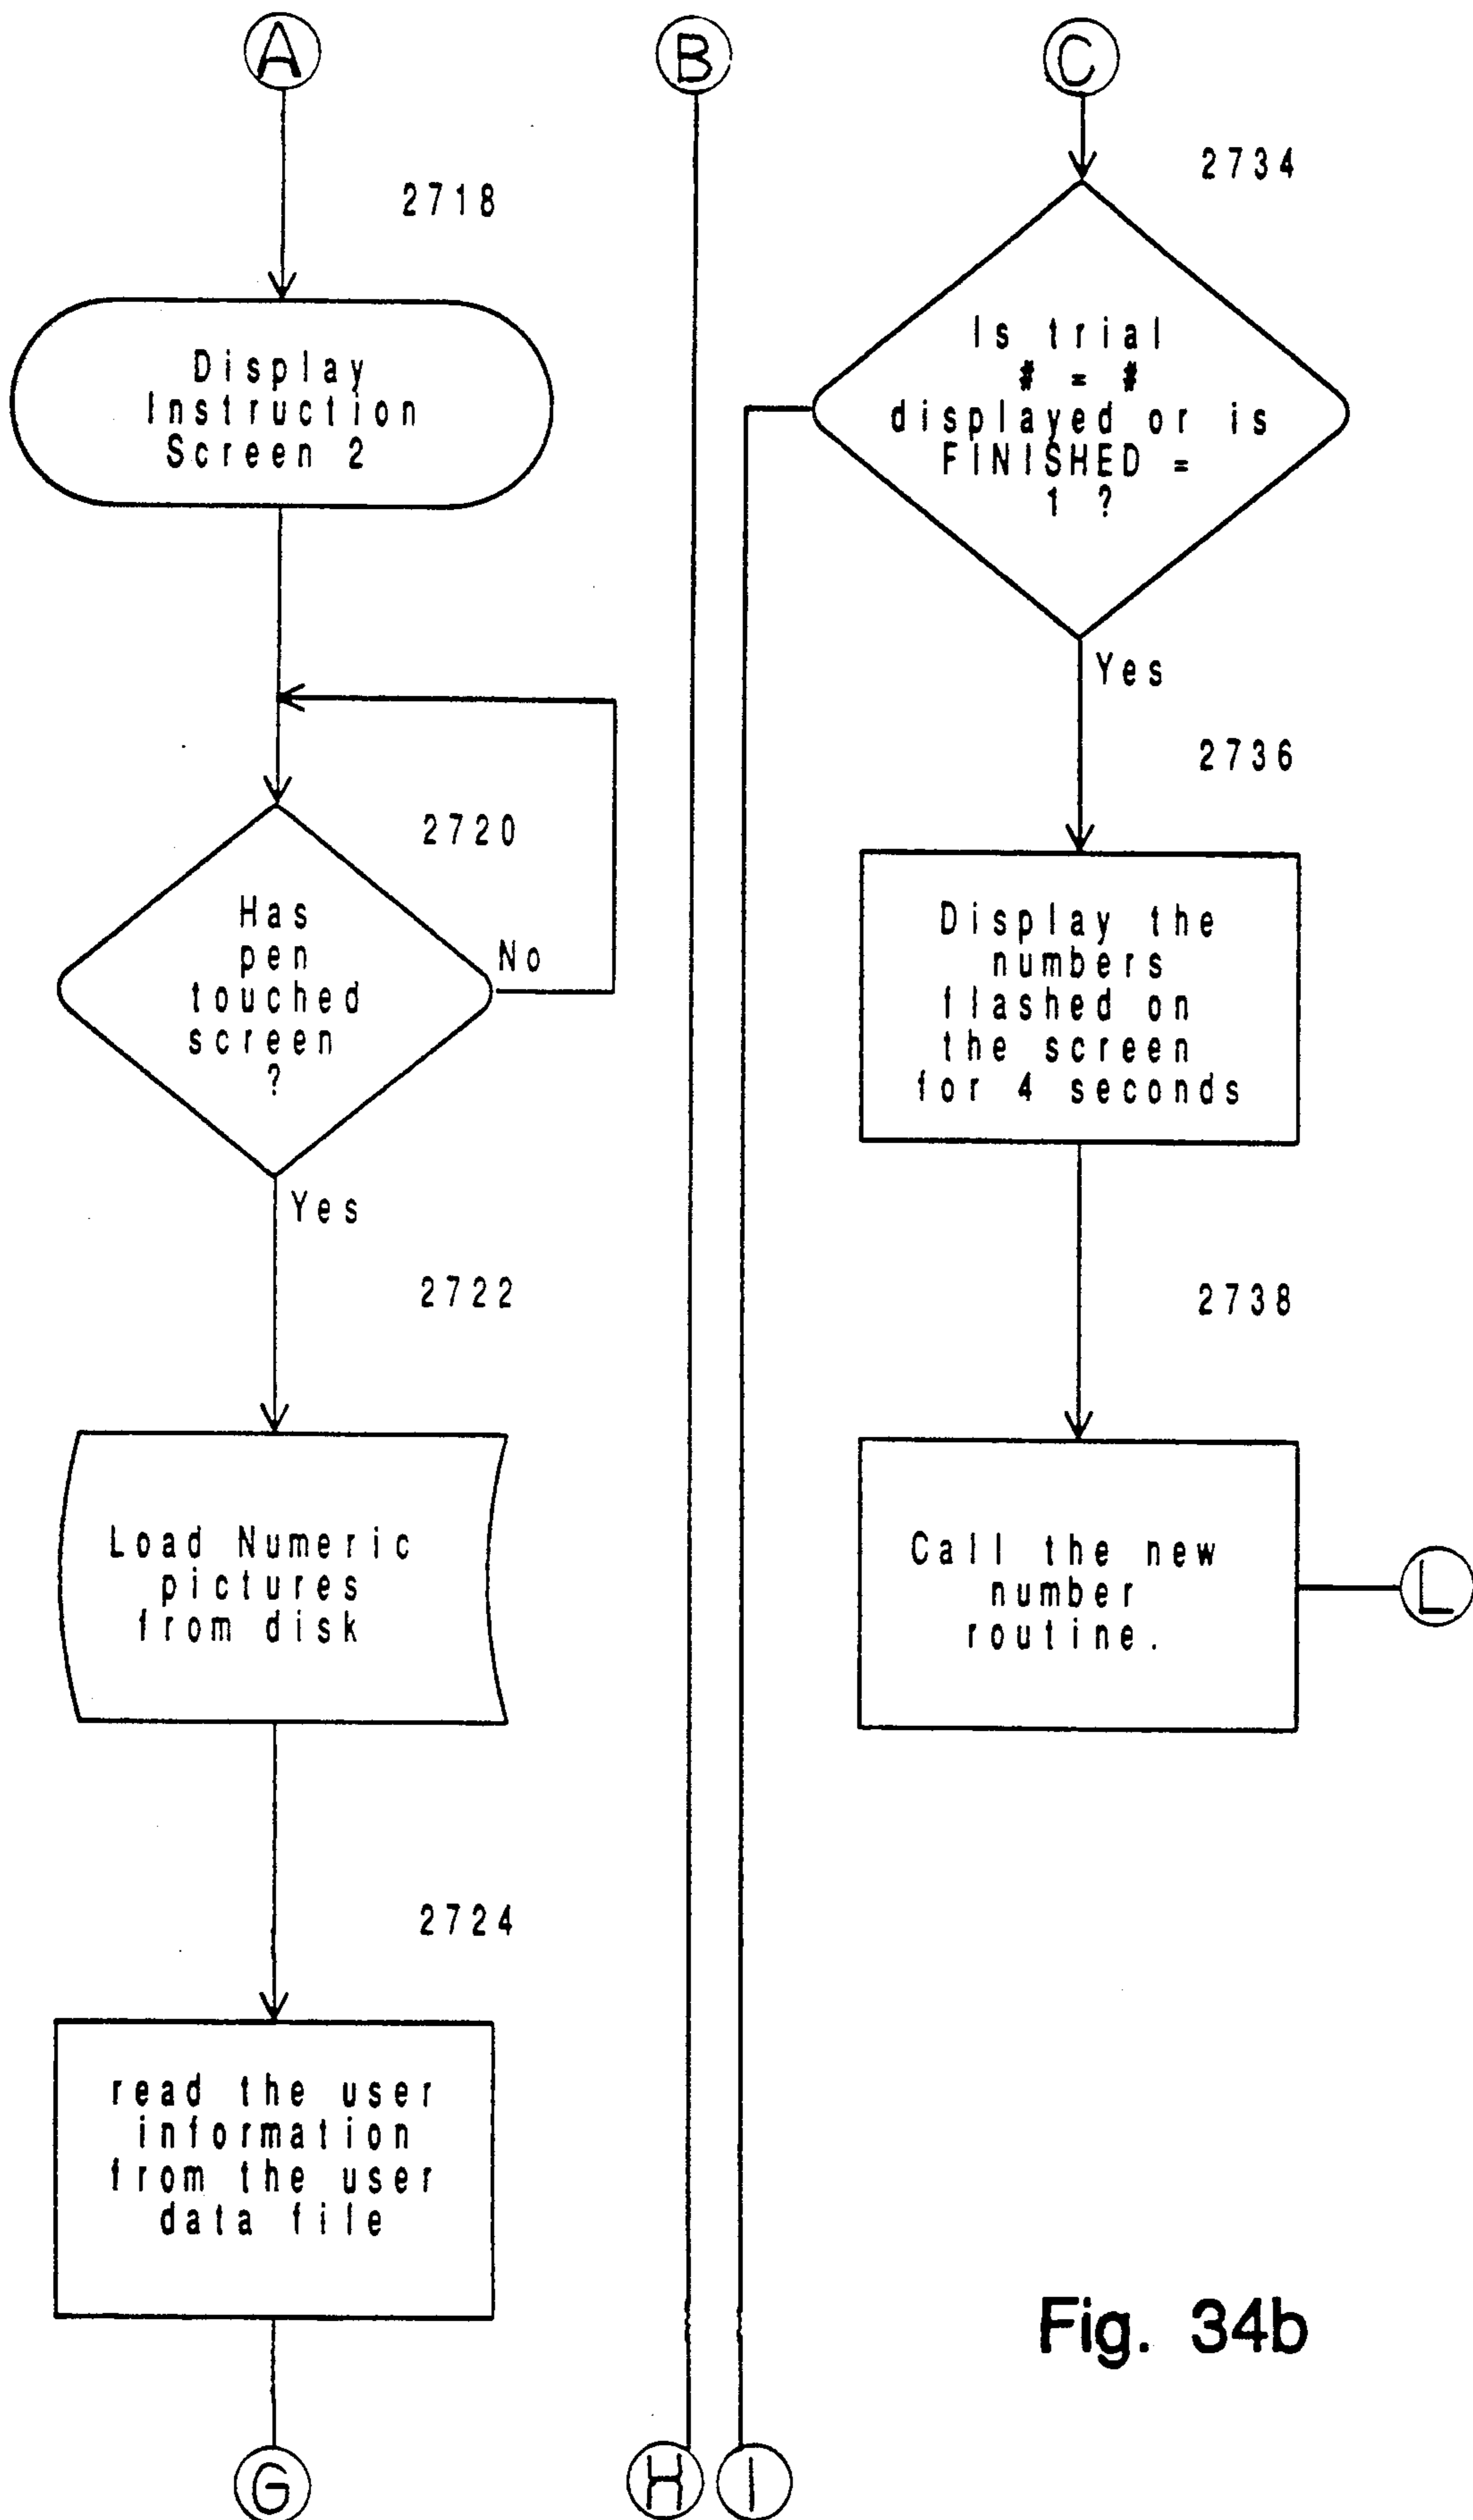 A
2718
Display
Instruction
Screen 2
2720
Has
pen
touched
screen
?
No
Yes
2722
Load Numeric
pictures
from disk
2724
read the user
information
from the user
data file
G
B
H
C
2734
Is trial
# = #
displayed or is
FINISHED =
1 ?
Yes
2736
Display the
numbers
flashed on
the screen
for 4 seconds
2738
Call the new
number
routine.
L
I
Fig. 34b